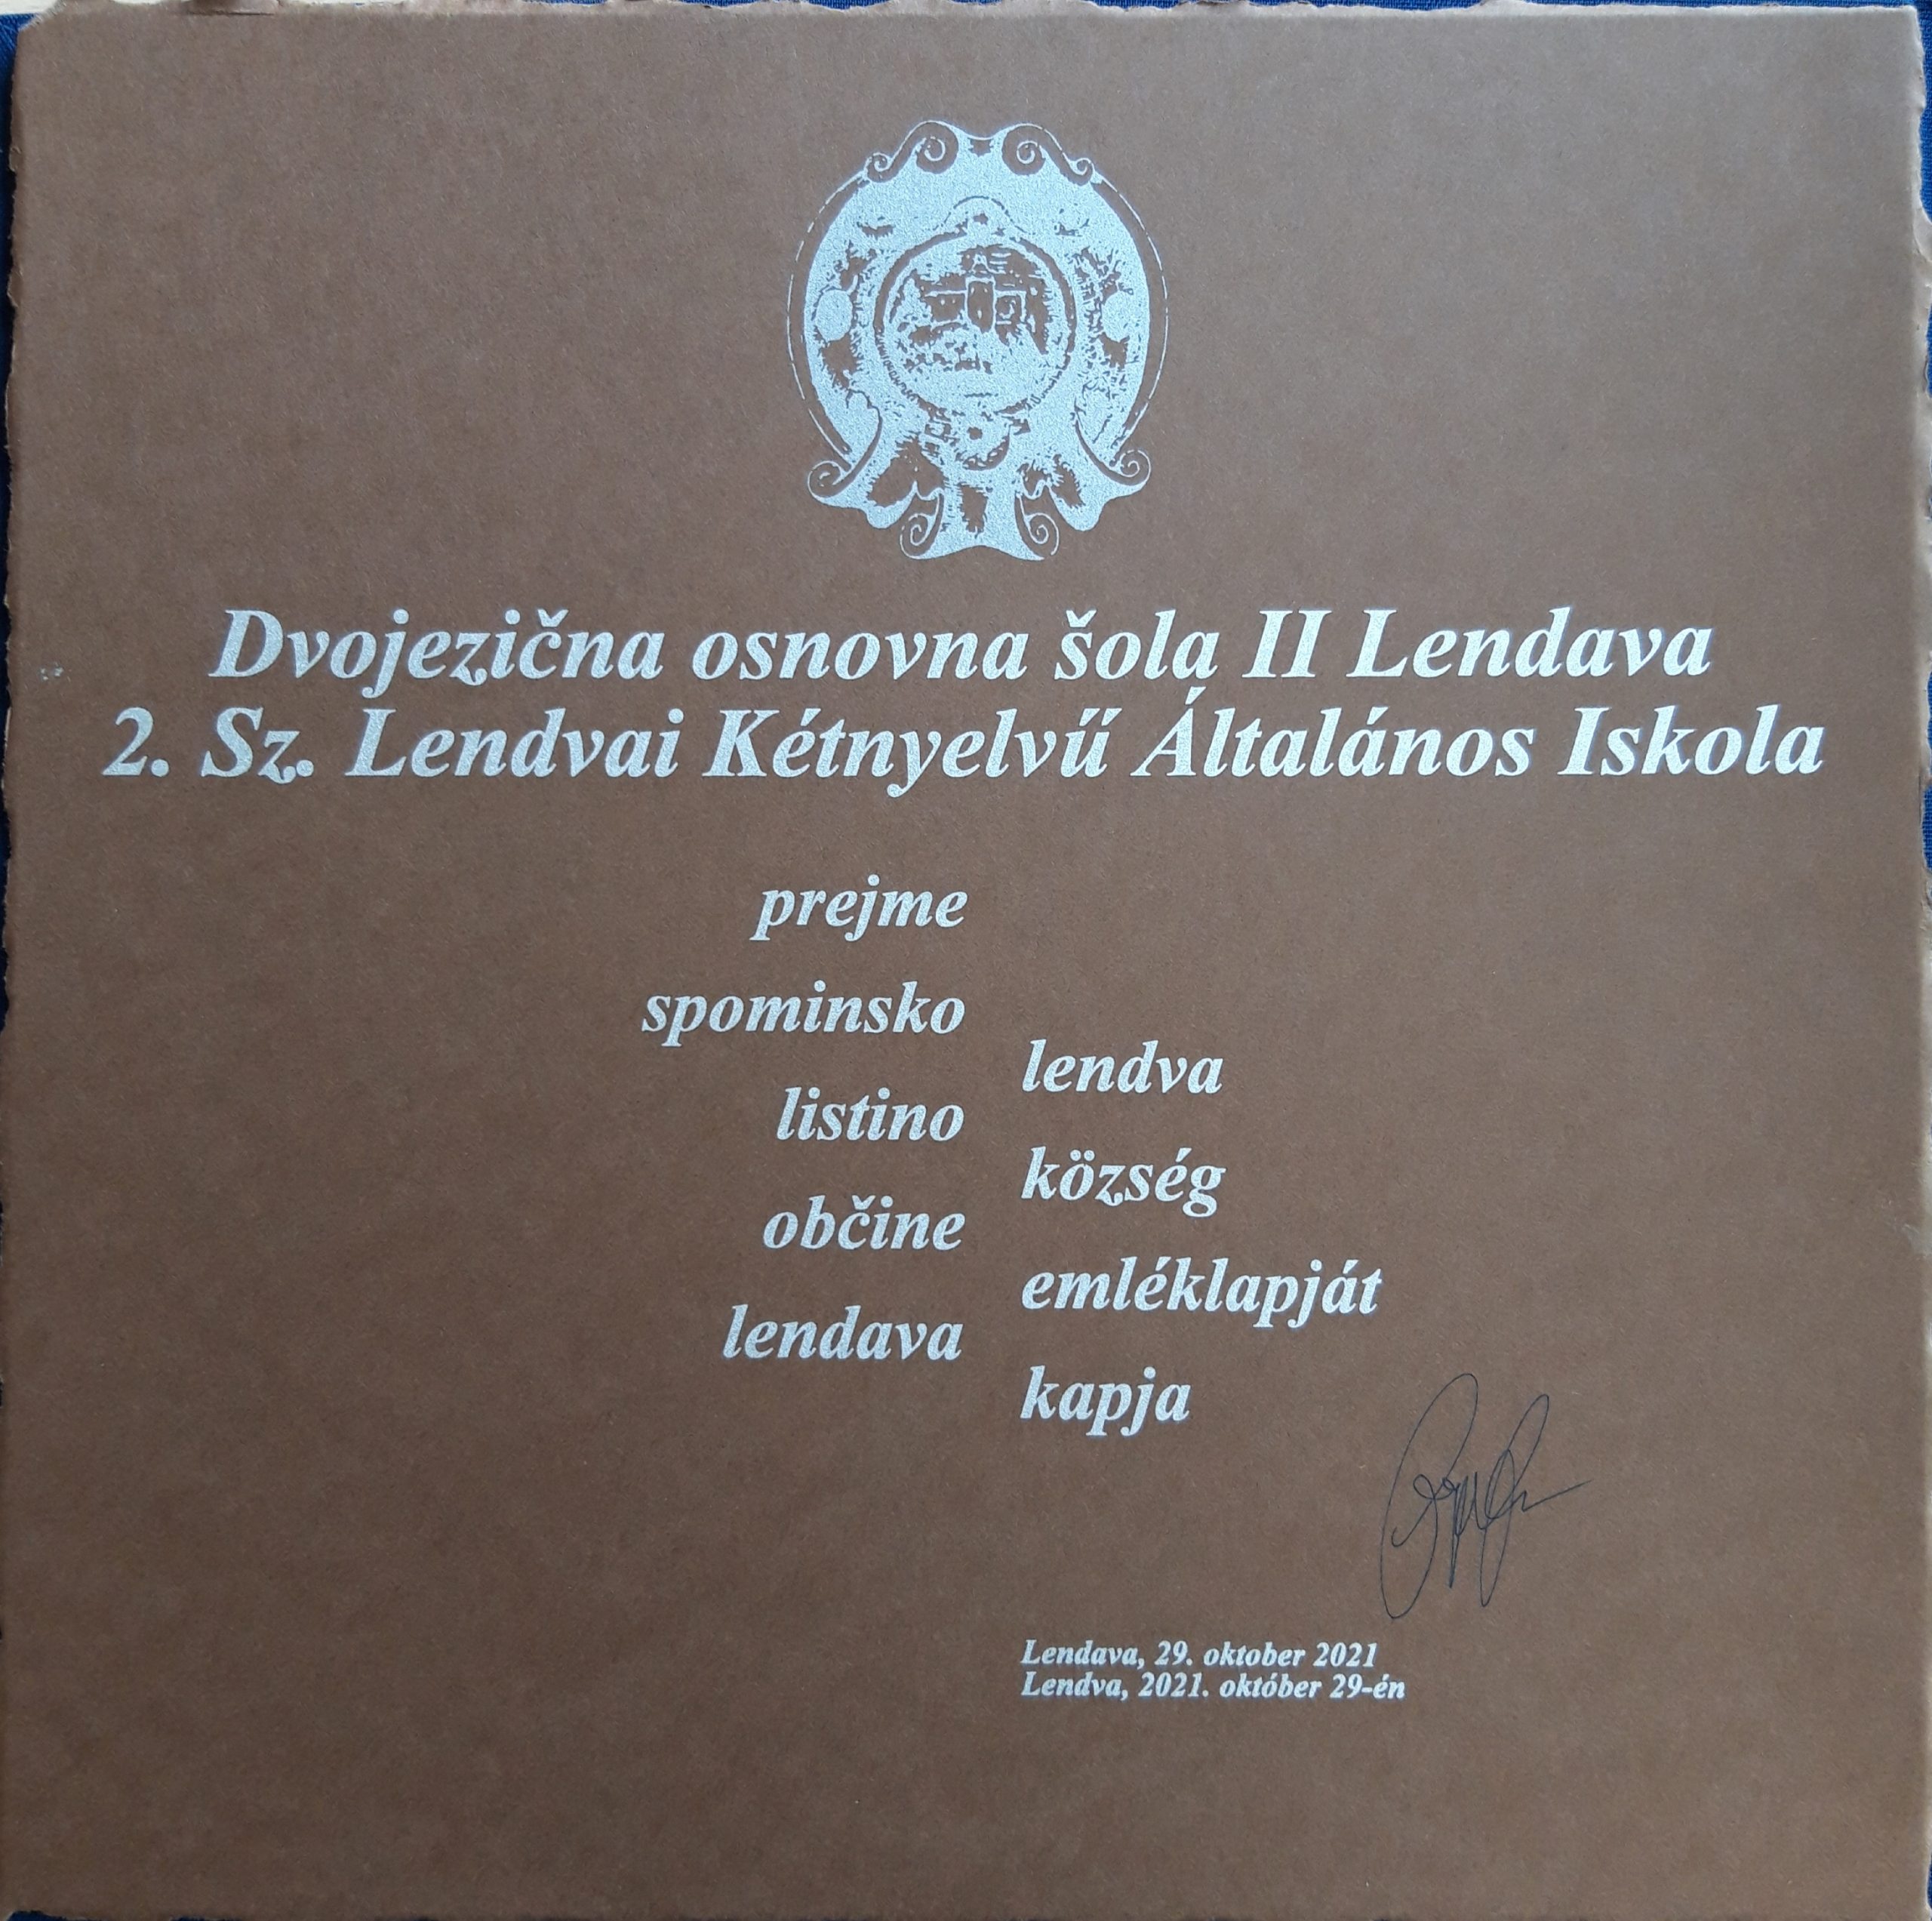 Dvojezična osnovna šola II Lendava
2. Sz. Lendvai Kétnyelvű Általános Iskola
prejme
spominsko
listino
občine
lendava
lendva
község
emléklapját
kapja
Lendava, 29. oktober 2021
Lendva, 2021. október 29-én